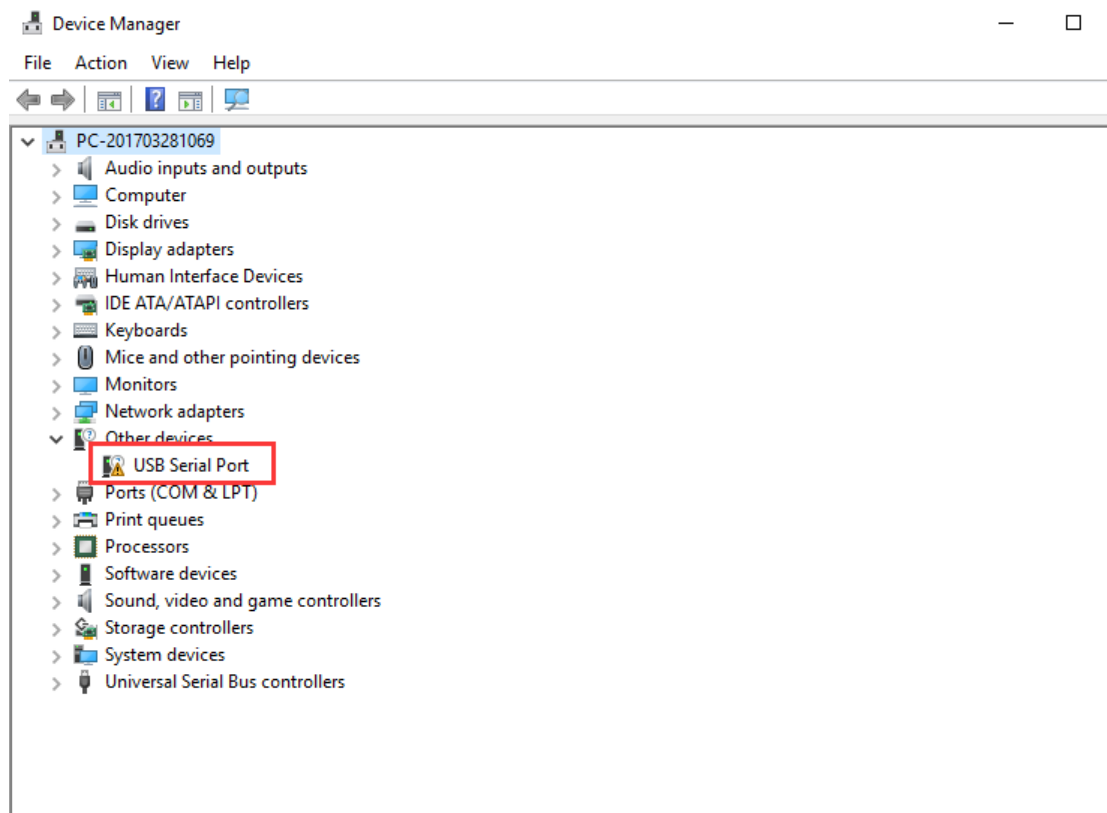 Device Manager
File Action View Help
PC-201703281069
Audio inputs and outputs
Computer
Disk drives
Display adapters
Human Interface Devices
IDE ATA/ATAPI controllers
Keyboards
Mice and other pointing devices
Monitors
Network adapters
Other devices
USB Serial Port
Ports (COM & LPT)
Print queues
Processors
Software devices
Sound, video and game controllers
Storage controllers
System devices
Universal Serial Bus controllers